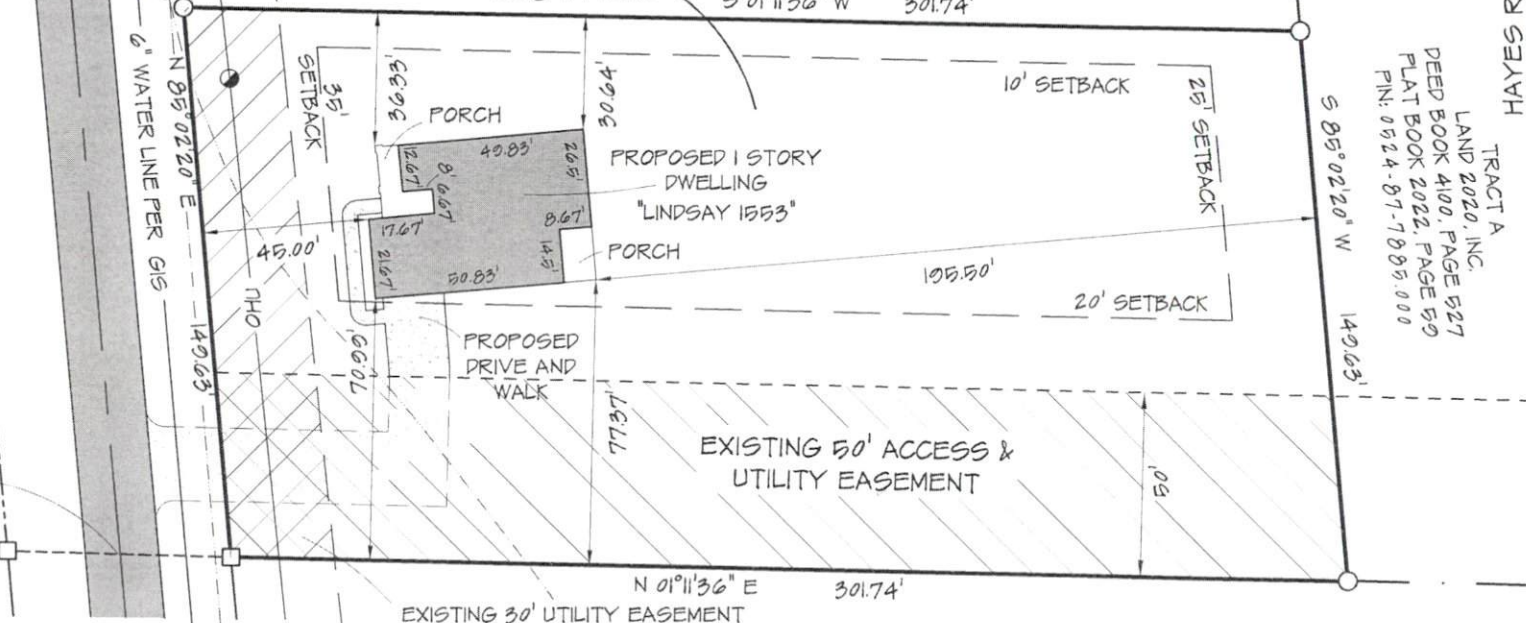 S 01°11'36" W 301.74'
6" WATER LINE PER GIS
N 85°02'20" E
149.63'
35'
SETBACK
36.33'
30.64'
10' SETBACK
25' SETBACK
PORCH
12.67'
8'
6.67'
49.83'
26.5'
PROPOSED 1 STORY
DWELLING
"LINDSAY 1553"
8.67'
14.5'
17.67'
21.67'
50.83'
PORCH
45.00'
OHU
195.50'
20' SETBACK
PROPOSED
DRIVE AND
WALK
70.99'
77.37'
EXISTING 50' ACCESS &
UTILITY EASEMENT
50'
N 01°11'36" E 301.74'
EXISTING 30' UTILITY EASEMENT
S 85°02'20" W
149.63'
TRACT A
LAND 2020, INC.
DEED BOOK 4100, PAGE 527
PLAT BOOK 2022, PAGE 59
PIN: 0524-87-7885.000
HAYES